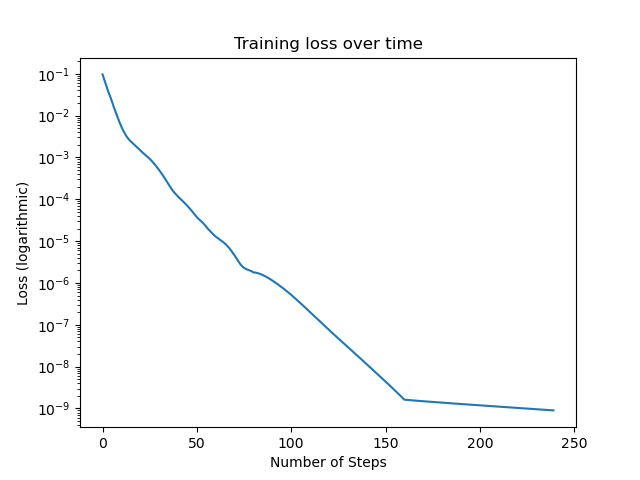 Training loss over time
Loss (logarithmic)
10⁻¹
10⁻²
10⁻³
10⁻⁴
10⁻⁵
10⁻⁶
10⁻⁷
10⁻⁸
10⁻⁹
0 50 100 150 200 250
Number of Steps